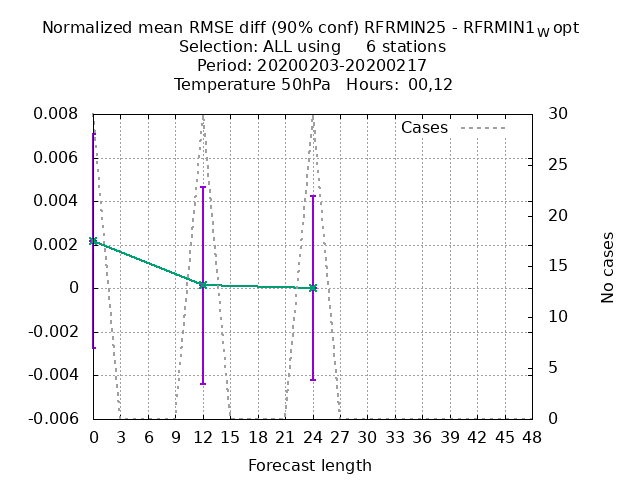 Normalized mean RMSE diff (90% conf) RFRMIN25 - RFRMIN1wopt
Selection: ALL using 6 stations
Period: 20200203-20200217
Temperature 50hPa Hours: 00,12
Cases
0.008
0.006
0.004
0.002
0
-0.002
-0.004
-0.006
30
25
20
15
10
5
0
No cases
0 3 6 9 12 15 18 21 24 27 30 33 36 39 42 45 48
Forecast length